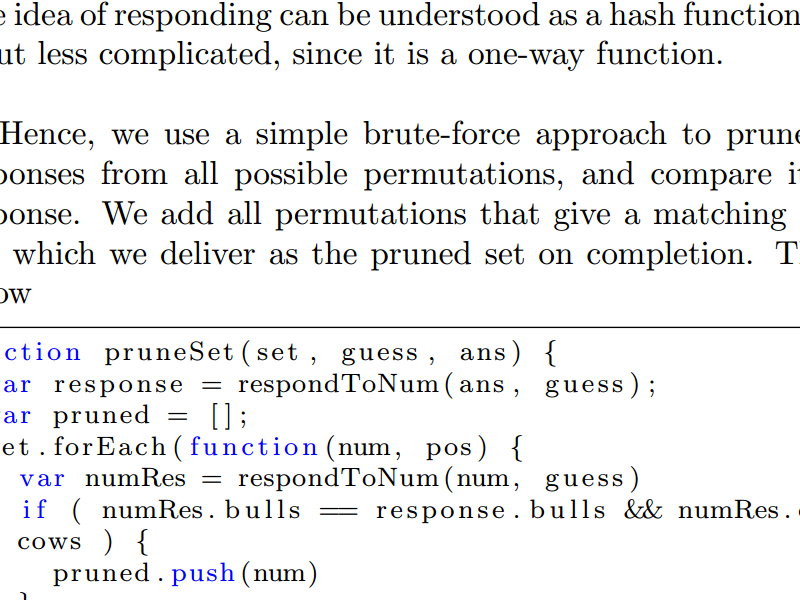 idea of responding can be understood as a hash function
less complicated, since it is a one-way function.
Hence, we use a simple brute-force approach to prune
from all possible permutations, and compare
We add all permutations that give a matching
which we deliver as the pruned set on completion.
ction pruneSet(set, guess, ans) {
ar response = respondToNum(ans, guess);
ar pruned = [];
et.forEach(function(num, pos) {
var numRes = respondToNum(num, guess)
if ( numRes.bulls == response.bulls && numRes.
cows ) {
pruned.push(num)
}